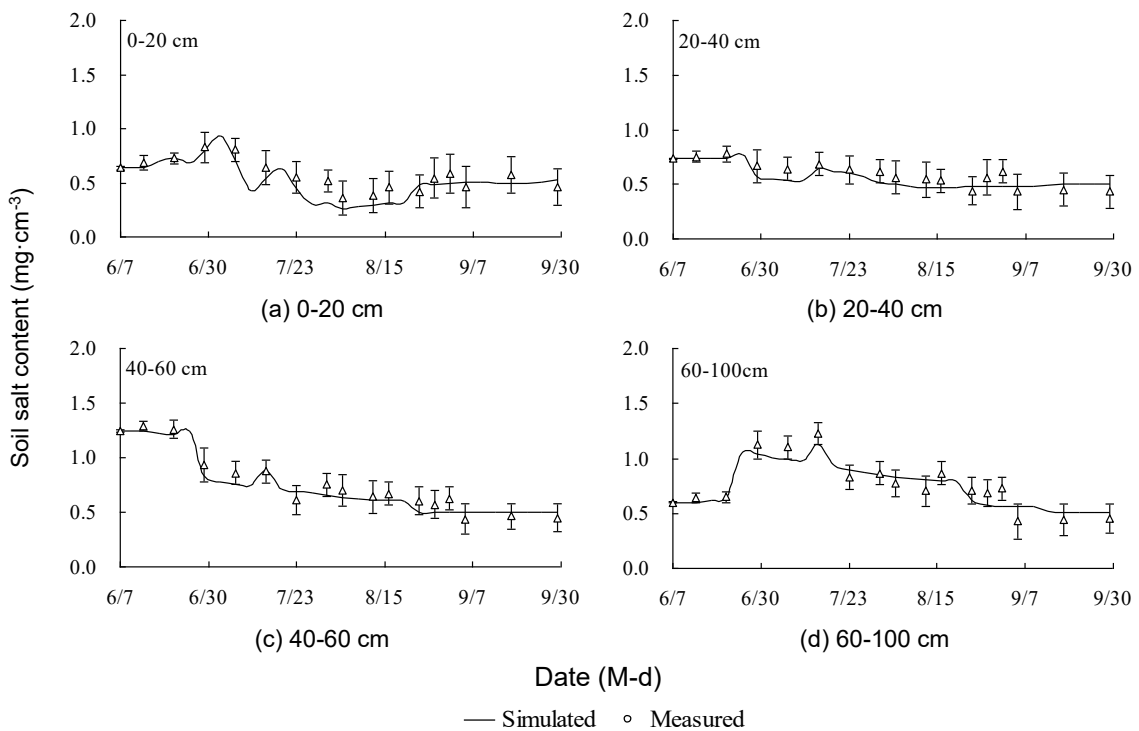 Soil salt content (mg·cm-3)
2.0
1.5
1.0
0.5
0.0
0-20 cm
6/7 6/30 7/23 8/15 9/7 9/30
(a) 0-20 cm
2.0
1.5
1.0
0.5
0.0
20-40 cm
6/7 6/30 7/23 8/15 9/7 9/30
(b) 20-40 cm
2.0
1.5
1.0
0.5
0.0
40-60 cm
6/7 6/30 7/23 8/15 9/7 9/30
(c) 40-60 cm
2.0
1.5
1.0
0.5
0.0
60-100cm
6/7 6/30 7/23 8/15 9/7 9/30
(d) 60-100 cm
Date (M-d)
Simulated Measured